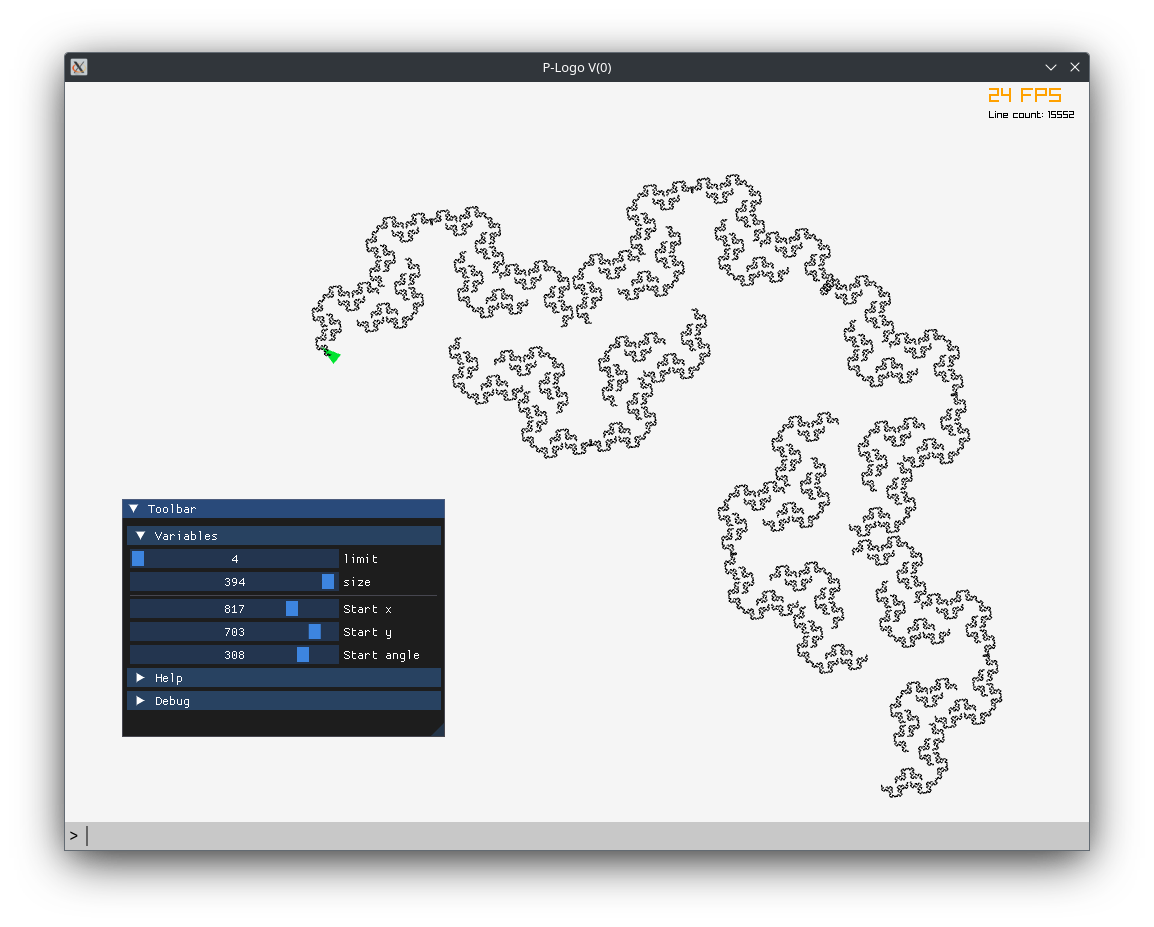 P-Logo V(0)
24 FPS
Line count: 15552
Toolbar
Variables
4 limit
394 size
817 Start x
703 Start y
308 Start angle
Help
Debug
>